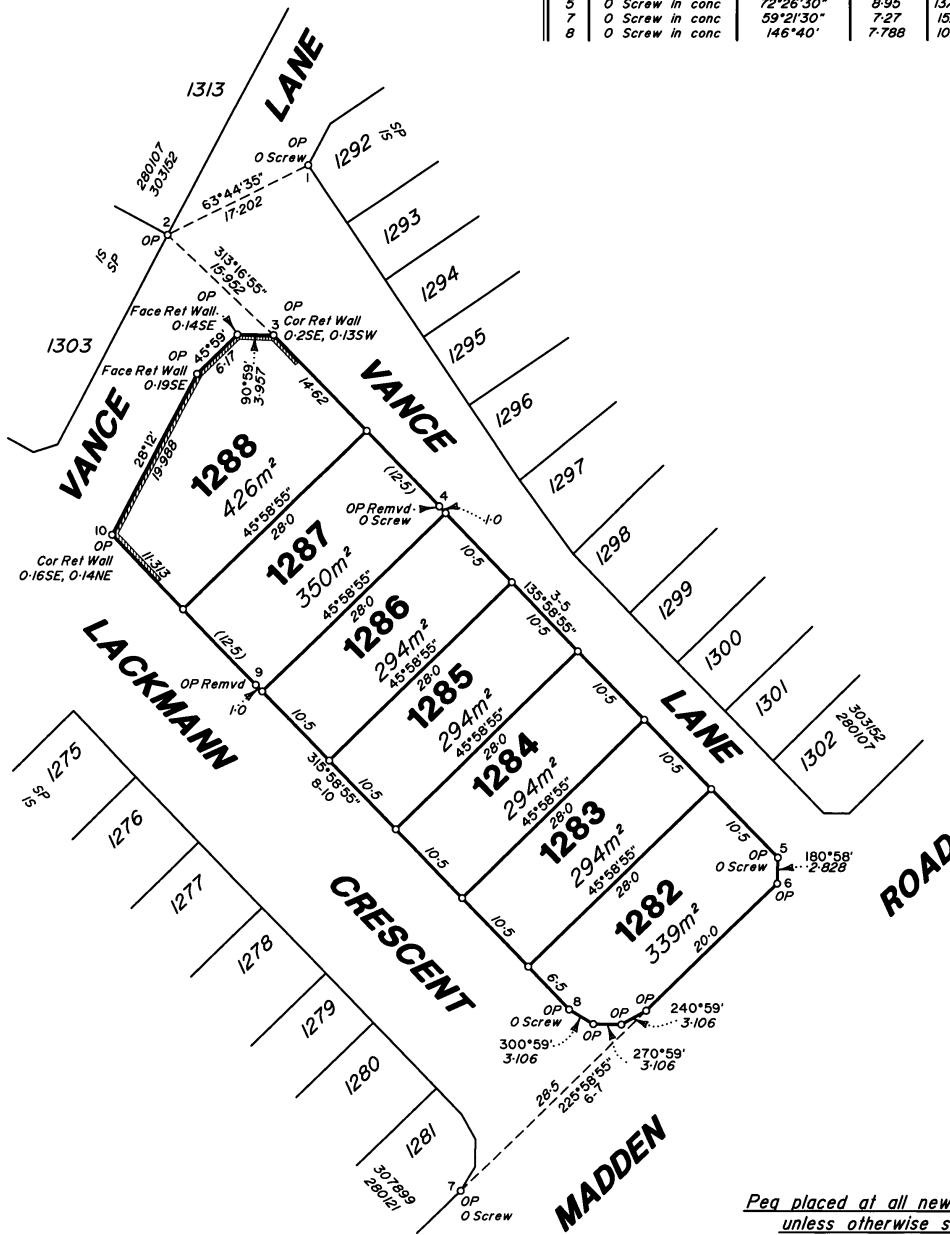 5 0 Screw in conc 72°26'30" 8·95
7 0 Screw in conc 59°21'30" 7·27
8 0 Screw in conc 146°40' 7·788
1313
LANE
280107
303152
OP
O Screw
1
1292
SP
IS
63°44'35"
17·202
2
OP
IS
SP
1293
313°16'55"
15·952
1294
OP
Face Ret Wall
0·14SE
OP
3
Cor Ret Wall
0·2SE, 0·13SW
1303
1295
OP
Face Ret Wall
0·19SE
45°59'
6·17
90°59'
3·957
14·62
VANCE
VANCE
1296
28°12'
19·988
1288
426m²
45°58'55"
28·0
(12·5)
1297
OP Remvd
O Screw
4
1·0
10
OP
Cor Ret Wall
0·16SE, 0·14NE
11·313
1287
350m²
45°58'55"
28·0
10·5
1298
3-5
135°58'55"
1299
LACKMANN
(12·5)
1286
294m²
45°58'55"
28·0
10·5
1300
OP Remvd
9
1·0
10·5
1285
294m²
45°58'55"
28·0
10·5
LANE
1301
1302
303152
280107
315°58'55"
8-10
10·5
1284
294m²
45°58'55"
28·0
10·5
1275
SP
IS
1276
10·5
1283
294m²
45°58'55"
28·0
10·5
5
OP
O Screw
180°58'
2·828
6
OP
ROAD
1277
CRESCENT
10·5
1282
339m²
20·0
1278
6·5
8
OP
O Screw
OP
OP
OP
240°59'
3·106
1279
300°59'
3·106
270°59'
3·106
1280
28·5
225°58'55"
6-7
1281
307899
280121
7
OP
O Screw
MADDEN
Peg placed at all new
unless otherwise s